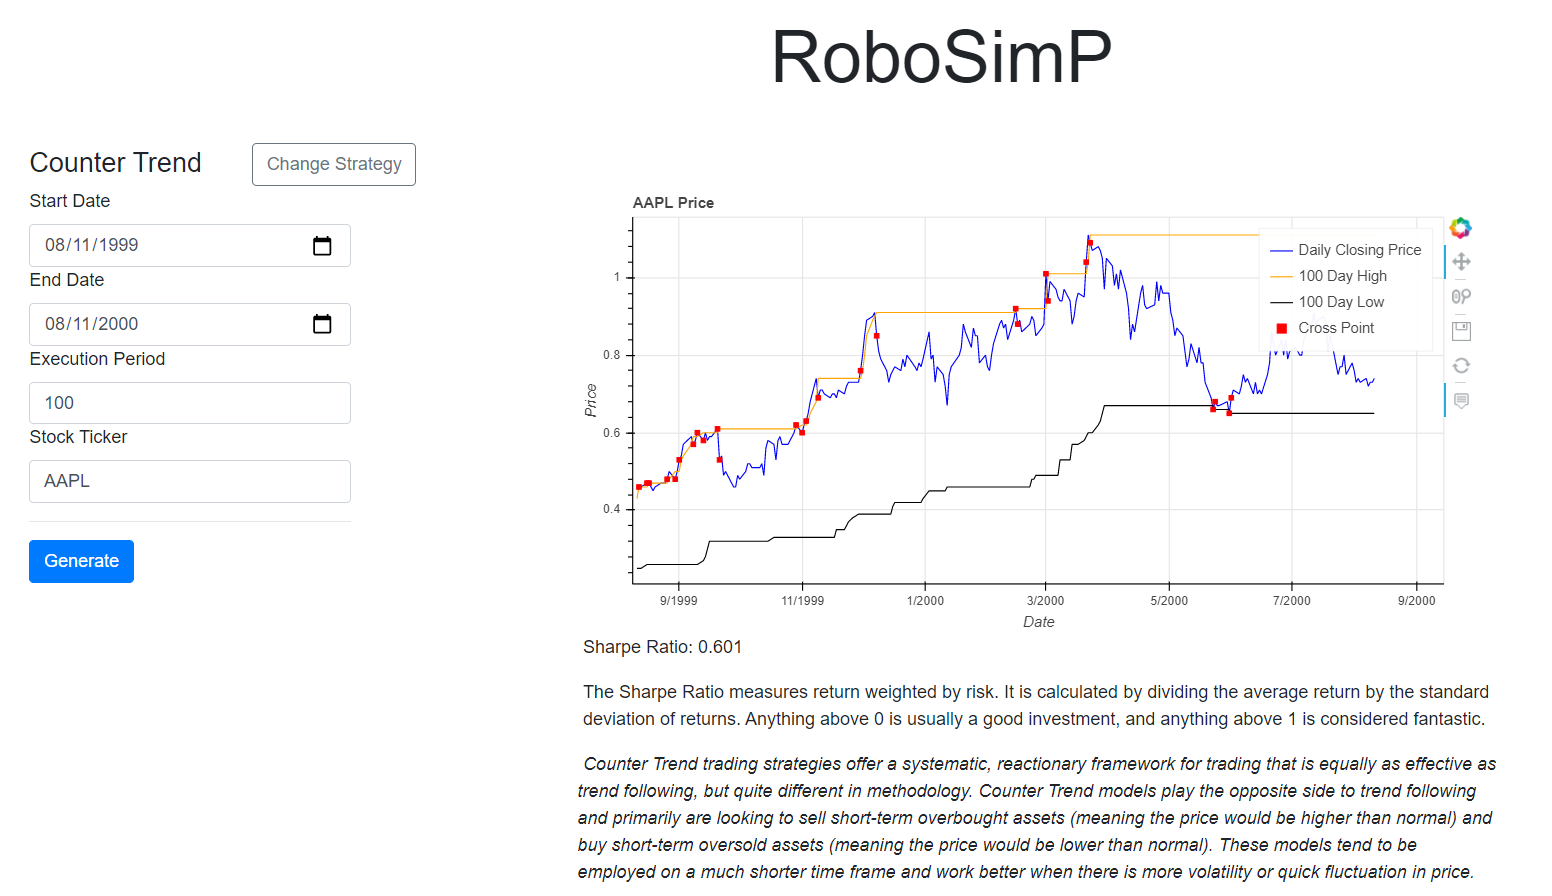 RoboSimP
Counter Trend
Change Strategy
Start Date
08/11/1999
End Date
08/11/2000
Execution Period
100
Stock Ticker
AAPL
Generate
AAPL Price
Daily Closing Price
100 Day High
100 Day Low
Cross Point
1
0.8
0.6
0.4
Price
9/1999
11/1999
1/2000
3/2000
5/2000
7/2000
9/2000
Date
Sharpe Ratio: 0.601
The Sharpe Ratio measures return weighted by risk. It is calculated by dividing the average return by the standard
deviation of returns. Anything above 0 is usually a good investment, and anything above 1 is considered fantastic.
Counter Trend trading strategies offer a systematic, reactionary framework for trading that is equally as effective as
trend following, but quite different in methodology. Counter Trend models play the opposite side to trend following
and primarily are looking to sell short-term overbought assets (meaning the price would be higher than normal) and
buy short-term oversold assets (meaning the price would be lower than normal). These models tend to be
employed on a much shorter time frame and work better when there is more volatility or quick fluctuation in price.